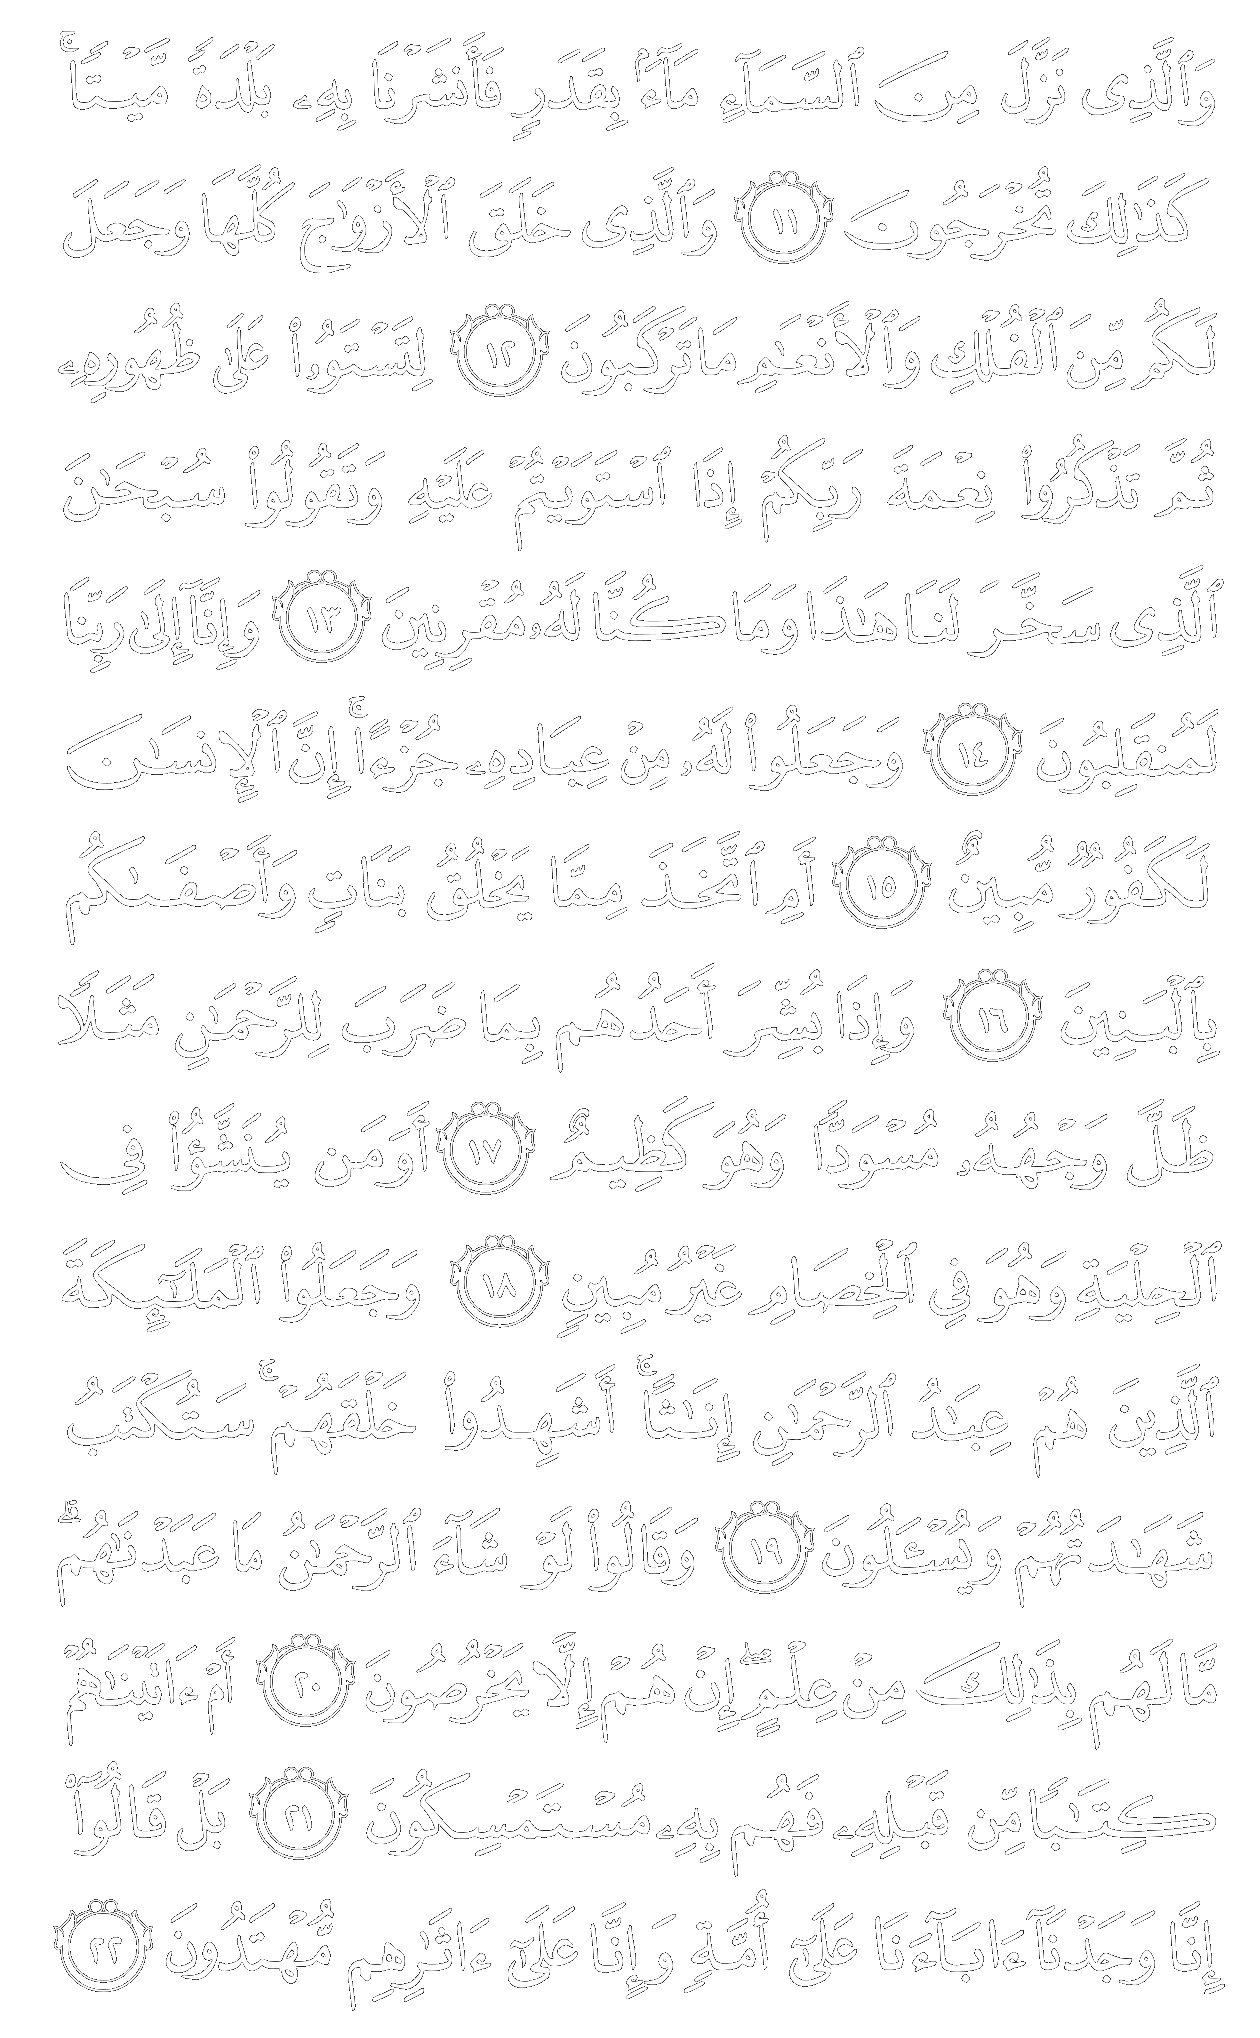 وَٱلَّذِى نَزَّلَ مِنَ ٱلسَّمَآءِ مَآءًۢ بِقَدَرٍ فَأَنشَرْنَا بِهِۦ بَلْدَةً مَّيْتًا ۚ
كَذَٰلِكَ تُخْرَجُونَ ١١ وَٱلَّذِى خَلَقَ ٱلْأَزْوَٰجَ كُلَّهَا وَجَعَلَ
لَكُم مِّنَ ٱلْفُلْكِ وَٱلْأَنْعَـٰمِ مَا تَرْكَبُونَ ١٢ لِتَسْتَوُۥا۟ عَلَىٰ ظُهُورِهِۦ
ثُمَّ تَذْكُرُوا۟ نِعْمَةَ رَبِّكُمْ إِذَا ٱسْتَوَيْتُمْ عَلَيْهِ وَتَقُولُوا۟ سُبْحَـٰنَ
ٱلَّذِى سَخَّرَ لَنَا هَـٰذَا وَمَا كُنَّا لَهُۥ مُقْرِنِينَ ١٣ وَإِنَّآ إِلَىٰ رَبِّنَا
لَمُنقَلِبُونَ ١٤ وَجَعَلُوا۟ لَهُۥ مِنْ عِبَادِهِۦ جُزْءًا ۚ إِنَّ ٱلْإِنسَـٰنَ
لَكَفُورٌ مُّبِينٌ ١٥ أَمِ ٱتَّخَذَ مِمَّا يَخْلُقُ بَنَاتٍ وَأَصْفَىٰكُم
بِٱلْبَنِينَ ١٦ وَإِذَا بُشِّرَ أَحَدُهُم بِمَا ضَرَبَ لِلرَّحْمَـٰنِ مَثَلًا
ظَلَّ وَجْهُهُۥ مُسْوَدًّا وَهُوَ كَظِيمٌ ١٧ أَوَمَن يُنَشَّؤُا۟ فِى
ٱلْحِلْيَةِ وَهُوَ فِى ٱلْخِصَامِ غَيْرُ مُبِينٍ ١٨ وَجَعَلُوا۟ ٱلْمَلَـٰٓئِكَةَ
ٱلَّذِينَ هُمْ عِبَـٰدُ ٱلرَّحْمَـٰنِ إِنَـٰثًا ۚ أَشَهِدُوا۟ خَلْقَهُمْ ۚ سَتُكْتَبُ
شَهَـٰدَتُهُمْ وَيُسْـَٔلُونَ ١٩ وَقَالُوا۟ لَوْ شَآءَ ٱلرَّحْمَـٰنُ مَا عَبَدْنَـٰهُم ۗ
مَّا لَهُم بِذَٰلِكَ مِنْ عِلْمٍ ۖ إِنْ هُمْ إِلَّا يَخْرُصُونَ ٢٠ أَمْ ءَاتَيْنَـٰهُمْ
كِتَـٰبًا مِّن قَبْلِهِۦ فَهُم بِهِۦ مُسْتَمْسِكُونَ ٢١ بَلْ قَالُوٓا۟
إِنَّا وَجَدْنَآ ءَابَآءَنَا عَلَىٰٓ أُمَّةٍ وَإِنَّا عَلَىٰٓ ءَاثَـٰرِهِم مُّهْتَدُونَ ٢٢